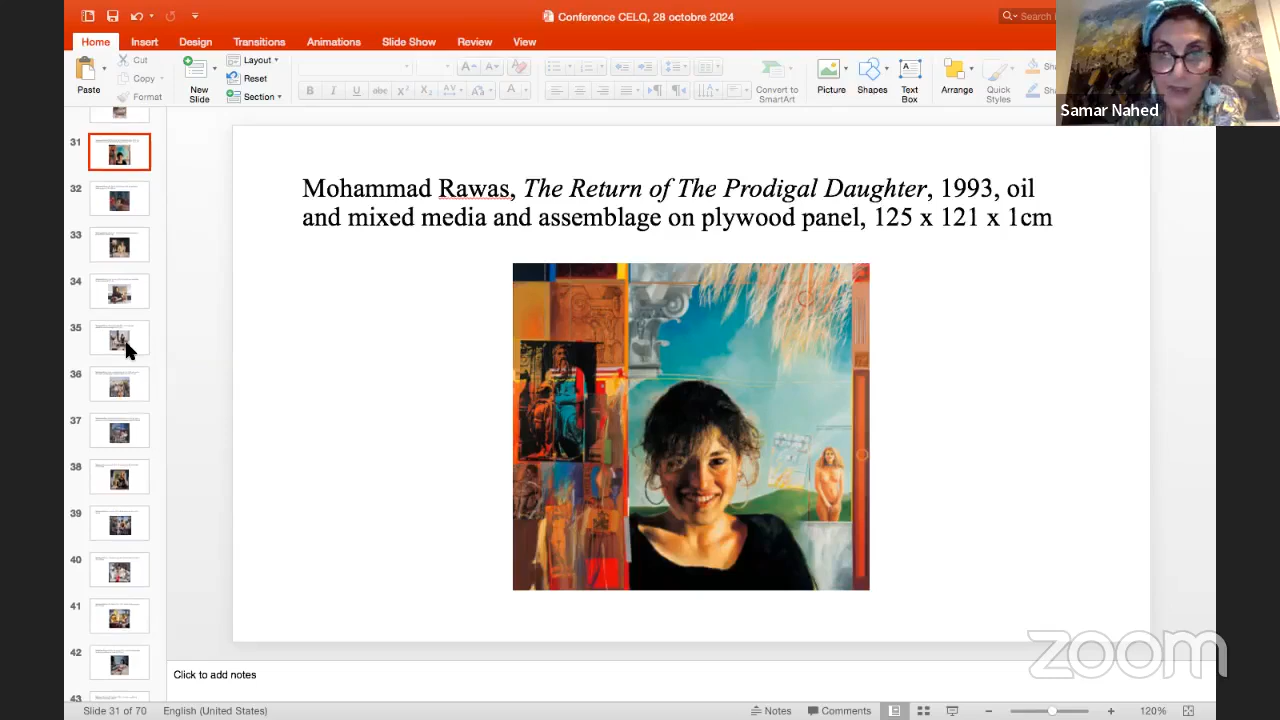 Conference CELQ, 28 octobre 2024
Search
Home Insert Design Transitions Animations Slide Show Review View
Paste
Cut
Copy
Format
New
Slide
Layout
Reset
Section
Convert to
SmartArt
Picture
Shapes
Text
Box
Arrange
Quick
Styles
Samar Nahed
31
32
33
34
35
36
37
38
39
40
41
42
43
Mohammad Rawas, The Return of The Prodigal Daughter, 1993, oil
and mixed media and assemblage on plywood panel, 125 x 121 x 1cm
Click to add notes
zoom
Slide 31 of 70 English (United States) Notes Comments 120%